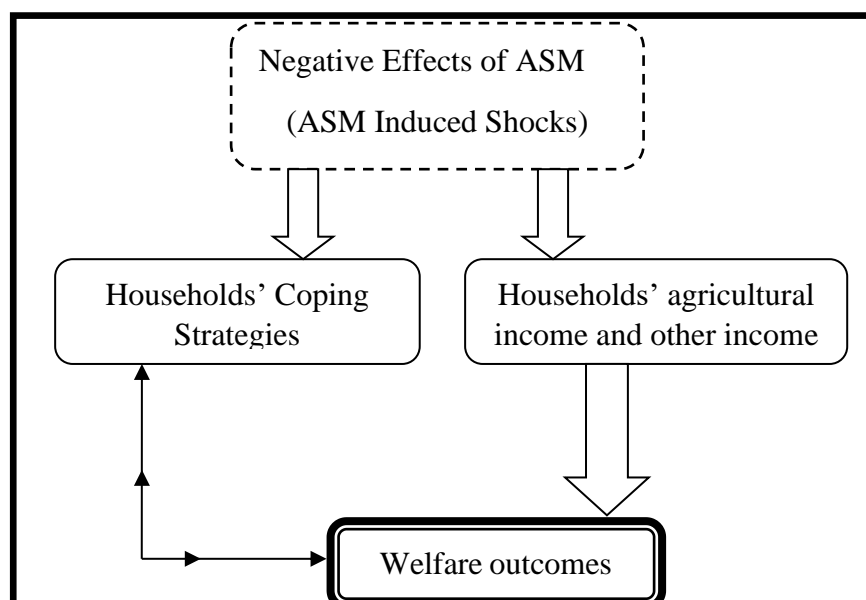 Negative Effects of ASM
(ASM Induced Shocks)
Households’ Coping
Strategies
Households’ agricultural
income and other income
Welfare outcomes